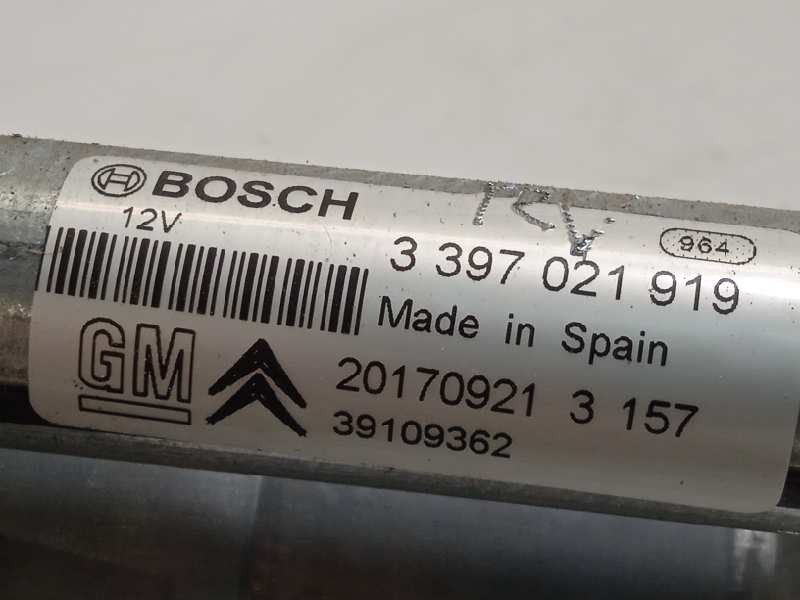 BOSCH
12V
964
3 397 021 919
Made in Spain
GM
20170921 3 157
39109362